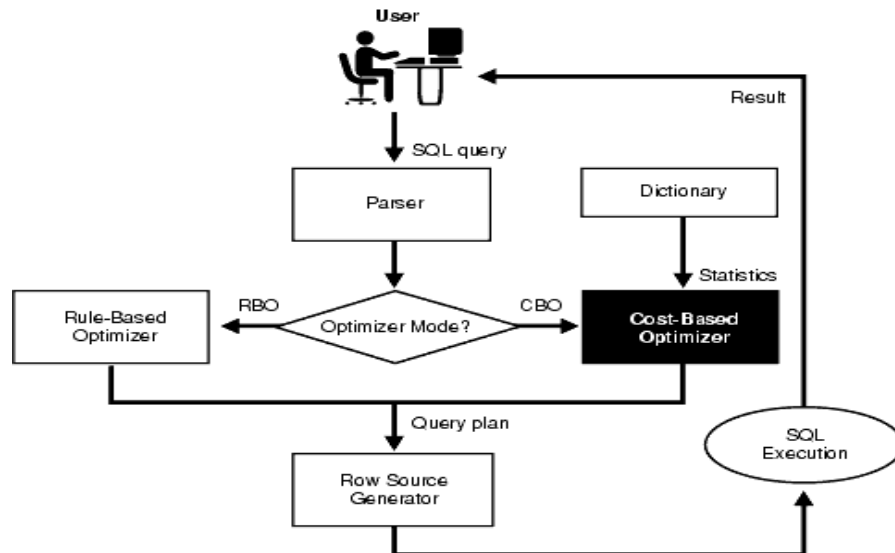 User
Result
SQL query
Parser
Dictionary
Statistics
RBO
CBO
Rule-Based
Optimizer
Optimizer Mode?
Cost-Based
Optimizer
Query plan
SQL
Execution
Row Source
Generator